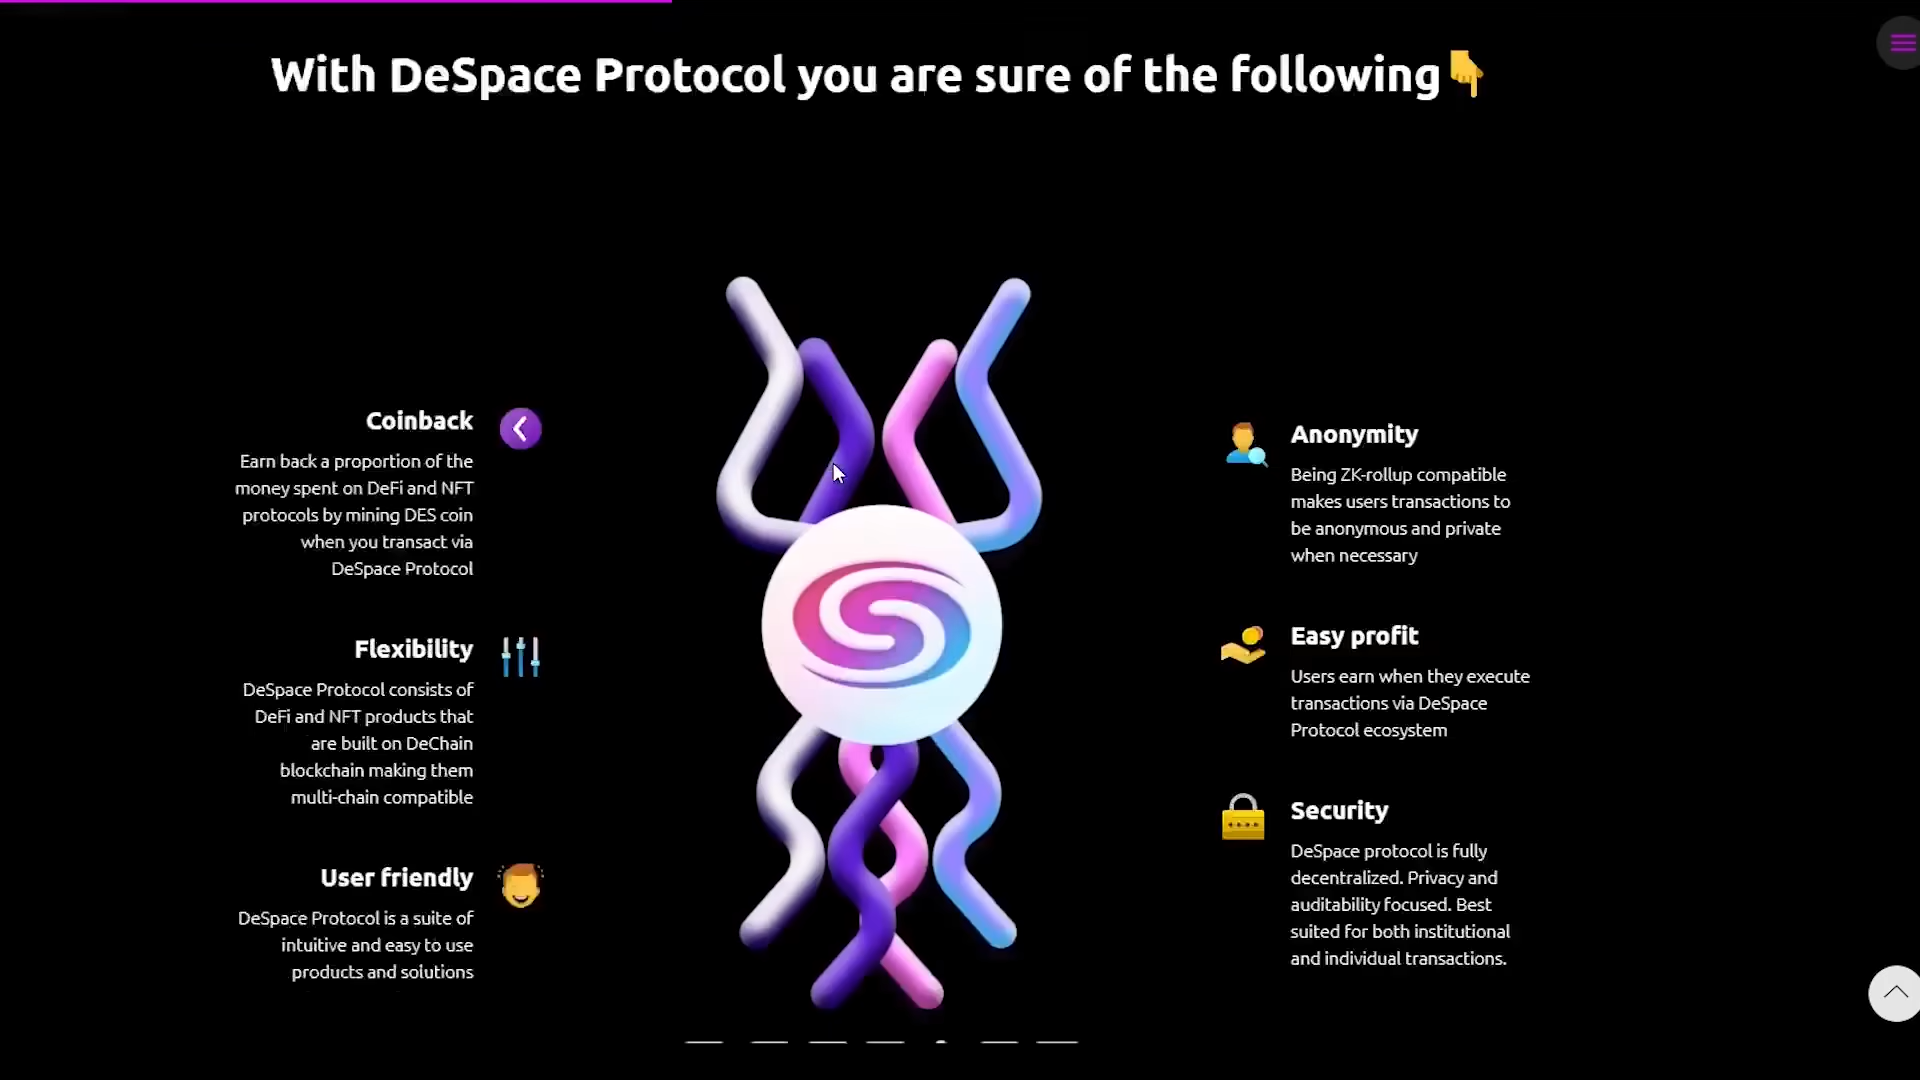 With DeSpace Protocol you are sure of the following👇
Coinback
Earn back a proportion of the
money spent on DeFi and NFT
protocols by mining DES coin
when you transact via
DeSpace Protocol
Flexibility
DeSpace Protocol consists of
DeFi and NFT products that
are built on DeChain
blockchain making them
multi-chain compatible
User friendly
DeSpace Protocol is a suite of
intuitive and easy to use
products and solutions
Anonymity
Being ZK-rollup compatible
makes users transactions to
be anonymous and private
when necessary
Easy profit
Users earn when they execute
transactions via DeSpace
Protocol ecosystem
Security
DeSpace protocol is fully
decentralized. Privacy and
auditability focused. Best
suited for both institutional
and individual transactions.